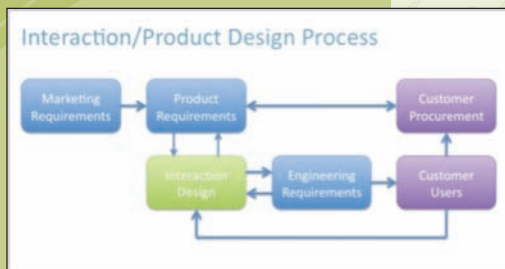 Interaction/Product Design Process
Marketing
Requirements
Product
Requirements
Customer
Procurement
Interaction
Design
Engineering
Requirements
Customer
Users